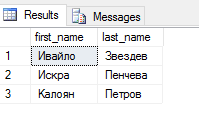 Results Messages
first_name last_name
1 Ивайло Звездев
2 Искра Пенчева
3 Калоян Петров